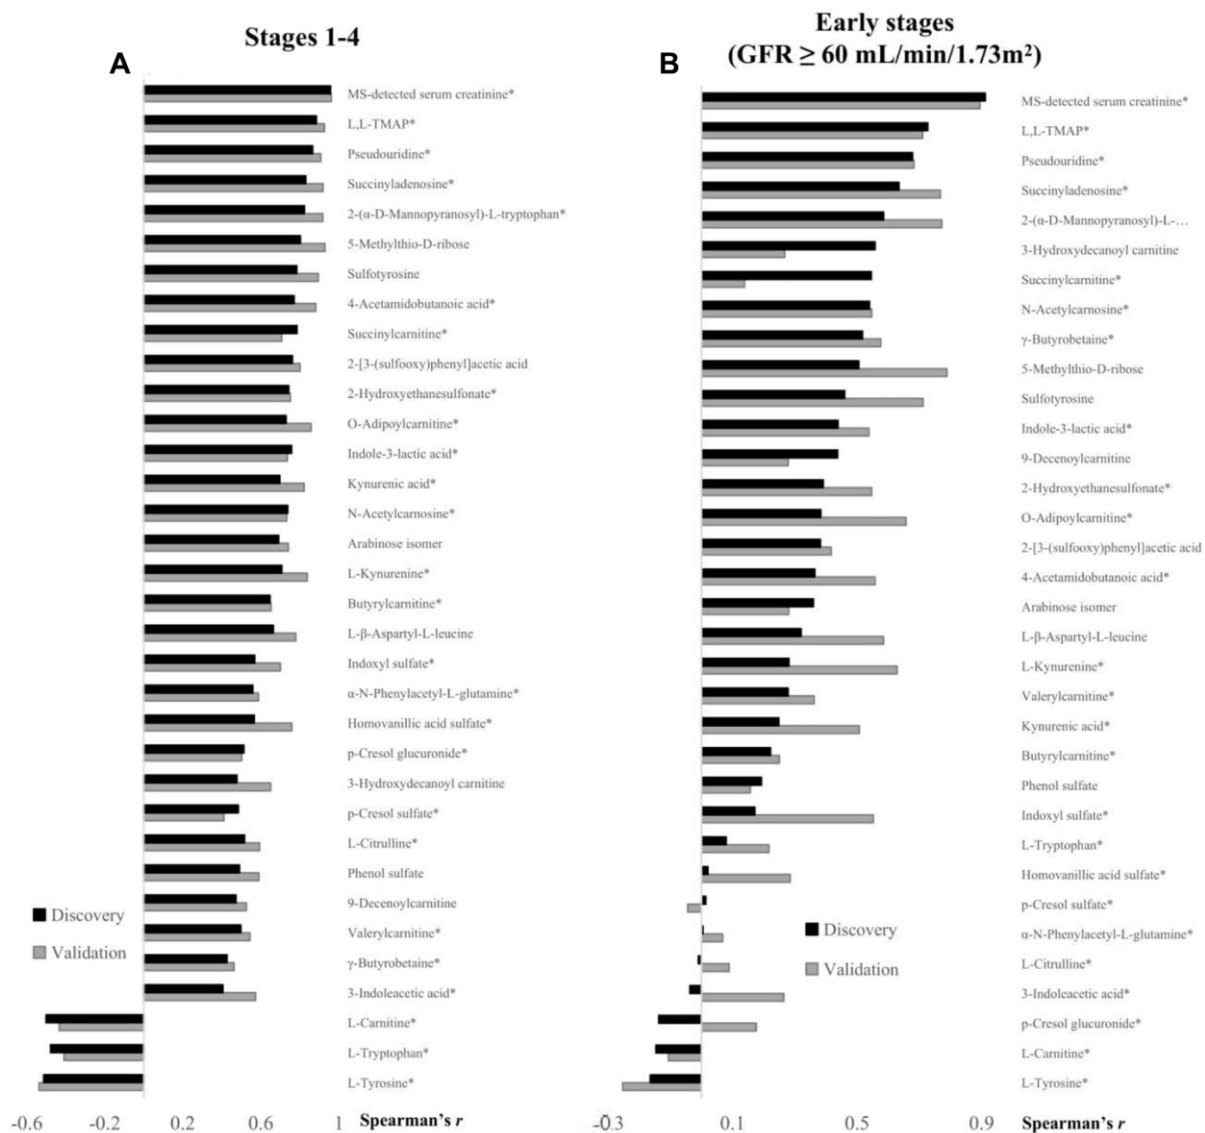 Stages 1-4
Early stages
(GFR ≥ 60 mL/min/1.73m²)
A
MS-detected serum creatinine*
L,L-TMAP*
Pseudouridine*
Succinyladenosine*
2-(α-D-Mannopyranosyl)-L-tryptophan*
5-Methylthio-D-ribose
Sulfotyrosine
4-Acetamidobutanoic acid*
Succinylcarnitine*
2-[3-(sulfooxy)phenyl]acetic acid
2-Hydroxyethanesulfonate*
O-Adipoylcarnitine*
Indole-3-lactic acid*
Kynurenic acid*
N-Acetylcarnosine*
Arabinose isomer
L-Kynurenine*
Butyrylcarnitine*
L-β-Aspartyl-L-leucine
Indoxyl sulfate*
α-N-Phenylacetyl-L-glutamine*
Homovanillic acid sulfate*
p-Cresol glucuronide*
3-Hydroxydecanoyl carnitine
p-Cresol sulfate*
L-Citrulline*
Phenol sulfate
9-Decenoylcarnitine
Valerylcarnitine*
γ-Butyrobetaine*
3-Indoleacetic acid*
L-Carnitine*
L-Tryptophan*
L-Tyrosine*
Discovery
Validation
-0.6 -0.2 0.2 0.6 1 Spearman's r
B
MS-detected serum creatinine*
L,L-TMAP*
Pseudouridine*
Succinyladenosine*
2-(α-D-Mannopyranosyl)-L-…
3-Hydroxydecanoyl carnitine
Succinylcarnitine*
N-Acetylcarnosine*
γ-Butyrobetaine*
5-Methylthio-D-ribose
Sulfotyrosine
Indole-3-lactic acid*
9-Decenoylcarnitine
2-Hydroxyethanesulfonate*
O-Adipoylcarnitine*
2-[3-(sulfooxy)phenyl]acetic acid
4-Acetamidobutanoic acid*
Arabinose isomer
L-β-Aspartyl-L-leucine
L-Kynurenine*
Valerylcarnitine*
Kynurenic acid*
Butyrylcarnitine*
Phenol sulfate
Indoxyl sulfate*
L-Tryptophan*
Homovanillic acid sulfate*
p-Cresol sulfate*
α-N-Phenylacetyl-L-glutamine*
L-Citrulline*
3-Indoleacetic acid*
p-Cresol glucuronide*
L-Carnitine*
L-Tyrosine*
Discovery
Validation
-0.3 0.1 0.5 0.9 Spearman's r